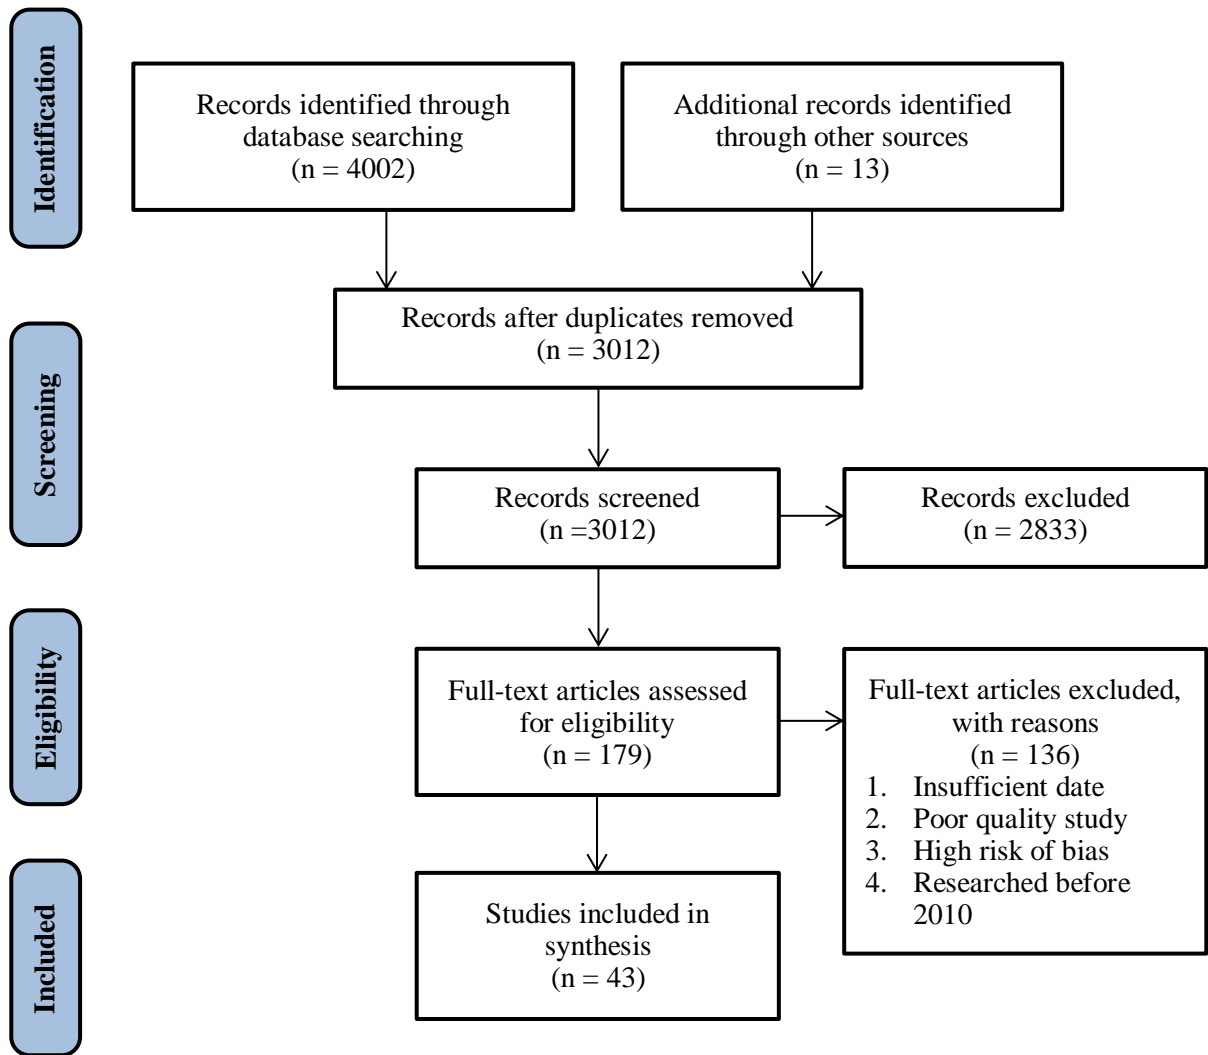 Identification
Records identified through
database searching
(n = 4002)
Additional records identified
through other sources
(n = 13)
Records after duplicates removed
(n = 3012)
Screening
Records screened
(n =3012)
Records excluded
(n = 2833)
Eligibility
Full-text articles assessed
for eligibility
(n = 179)
Full-text articles excluded,
with reasons
(n = 136)
1. Insufficient date
2. Poor quality study
3. High risk of bias
4. Researched before
2010
Included
Studies included in
synthesis
(n = 43)